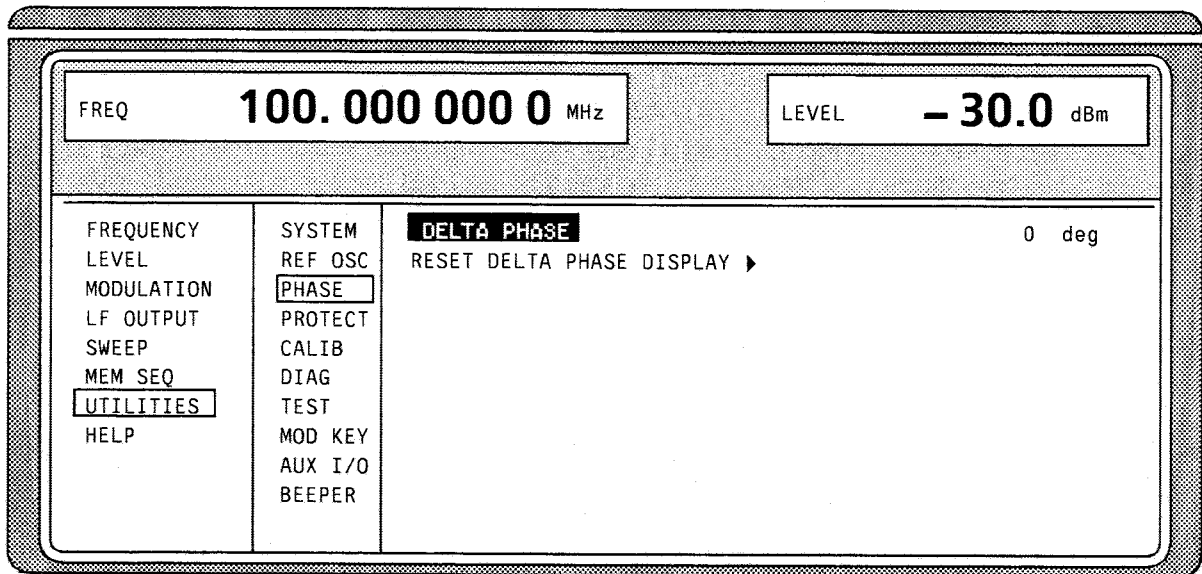 FREQ 100. 000 000 0 MHz
LEVEL – 30.0 dBm
FREQUENCY
LEVEL
MODULATION
LF OUTPUT
SWEEP
MEM SEQ
UTILITIES
HELP
SYSTEM
REF OSC
PHASE
PROTECT
CALIB
DIAG
TEST
MOD KEY
AUX I/O
BEEPER
DELTA PHASE 0 deg
RESET DELTA PHASE DISPLAY ▶